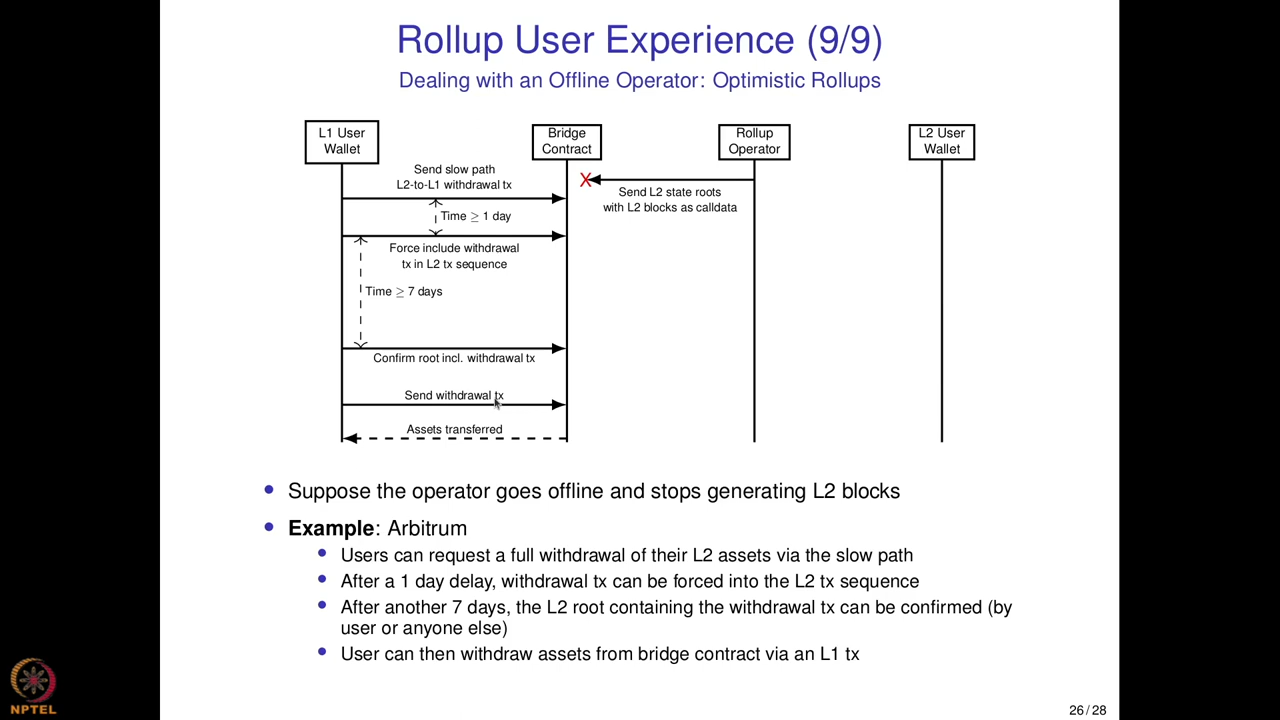 Rollup User Experience (9/9)
Dealing with an Offline Operator: Optimistic Rollups
L1 User
Wallet
Bridge
Contract
Rollup
Operator
L2 User
Wallet
Send slow path
L2-to-L1 withdrawal tx
X
Send L2 state roots
with L2 blocks as calldata
Time ≥ 1 day
Force include withdrawal
tx in L2 tx sequence
Time ≥ 7 days
Confirm root incl. withdrawal tx
Send withdrawal tx
Assets transferred
• Suppose the operator goes offline and stops generating L2 blocks
• Example: Arbitrum
• Users can request a full withdrawal of their L2 assets via the slow path
• After a 1 day delay, withdrawal tx can be forced into the L2 tx sequence
• After another 7 days, the L2 root containing the withdrawal tx can be confirmed (by
user or anyone else)
• User can then withdraw assets from bridge contract via an L1 tx
NPTEL
26 / 28